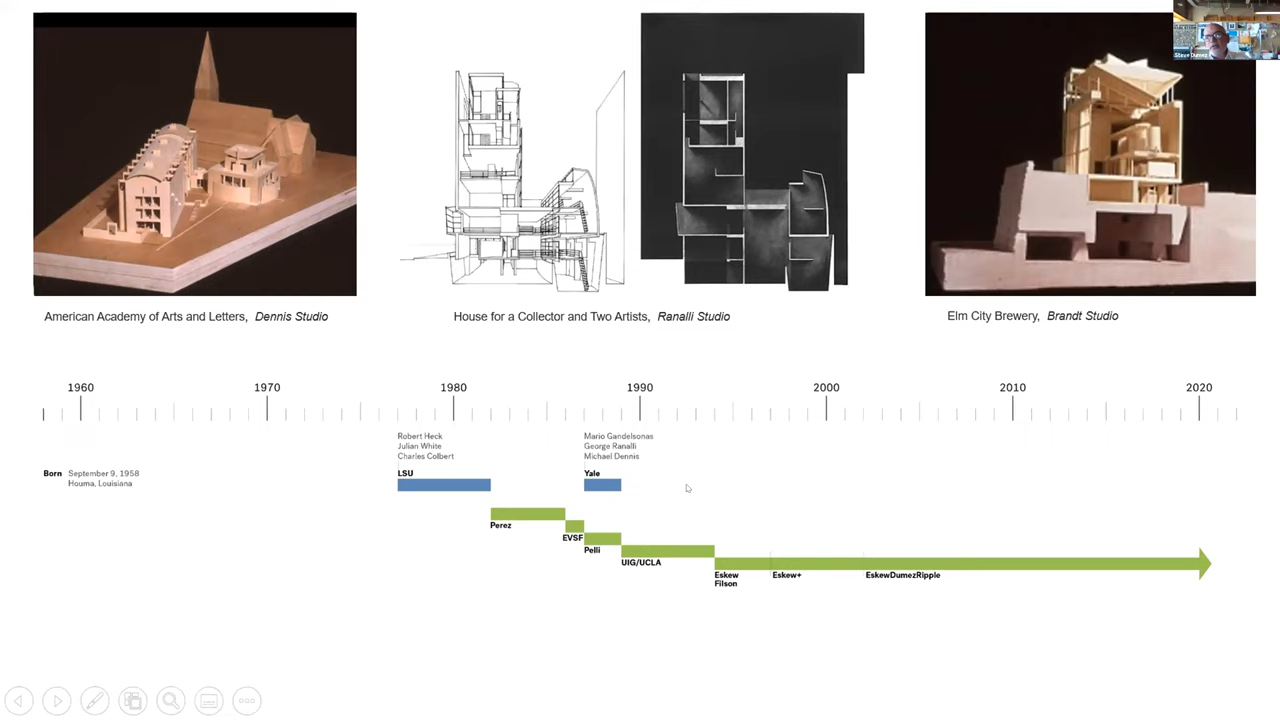 Steve Dumez
American Academy of Arts and Letters, Dennis Studio
House for a Collector and Two Artists, Ranalli Studio
Elm City Brewery, Brandt Studio
1960 1970 1980 1990 2000 2010 2020
Robert Heck
Julian White
Charles Colbert
LSU
Mario Gandelsonas
George Ranalli
Michael Dennis
Yale
Born September 9, 1958
Houma, Louisiana
Perez
EVSF
Pelli
UIG/UCLA
Eskew
Filson
Eskew+
EskewDumezRipple